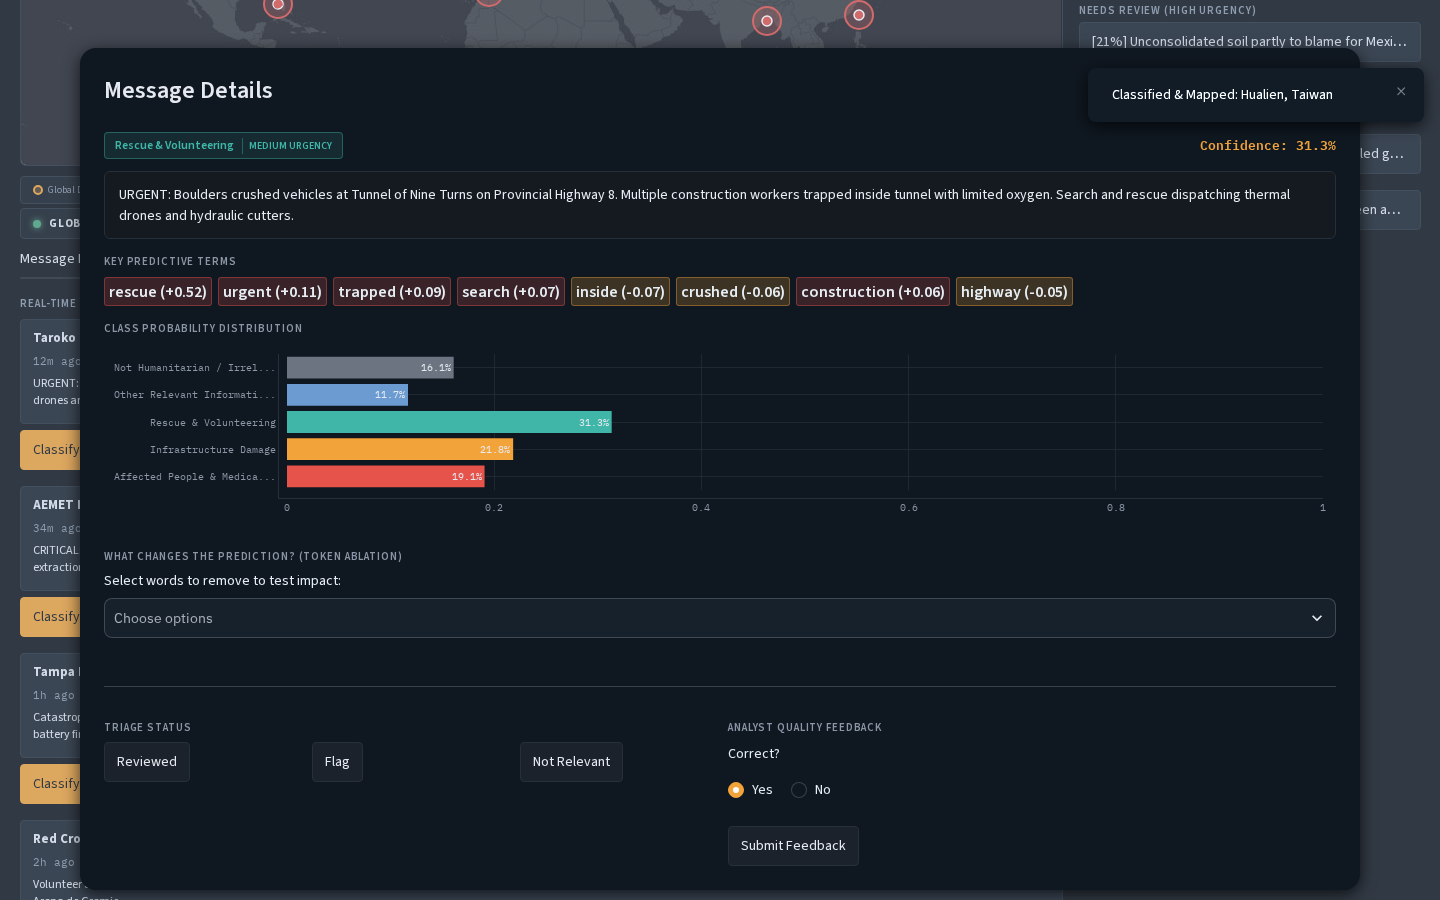 NEEDS REVIEW (HIGH URGENCY)
[21%] Unconsolidated soil partly to blame for Mexi...
Message Details
Classified & Mapped: Hualien, Taiwan
Rescue & Volunteering
MEDIUM URGENCY
Confidence: 31.3%
led g...
URGENT: Boulders crushed vehicles at Tunnel of Nine Turns on Provincial Highway 8. Multiple construction workers trapped inside tunnel with limited oxygen. Search and rescue dispatching thermal
drones and hydraulic cutters.
een a...
Global D
GLOB
Message
KEY PREDICTIVE TERMS
rescue (+0.52) urgent (+0.11) trapped (+0.09) search (+0.07) inside (-0.07) crushed (-0.06) construction (+0.06) highway (-0.05)
REAL-TIME
CLASS PROBABILITY DISTRIBUTION
Not Humanitarian / Irrel...
16.1%
Other Relevant Informati...
11.7%
Rescue & Volunteering
31.3%
Infrastructure Damage
21.8%
Affected People & Medica...
19.1%
0 0.2 0.4 0.6 0.8 1
Taroko
12m ago
URGENT:
drones an
Classify
AEMET
34m ago
CRITICAL
extraction
Classify
Tampa
1h ago
Catastrop
battery fi
Classify
Red Cro
2h ago
Volunteer
WHAT CHANGES THE PREDICTION? (TOKEN ABLATION)
Select words to remove to test impact:
Choose options
TRIAGE STATUS
Reviewed
Flag
Not Relevant
ANALYST QUALITY FEEDBACK
Correct?
Yes
No
Submit Feedback